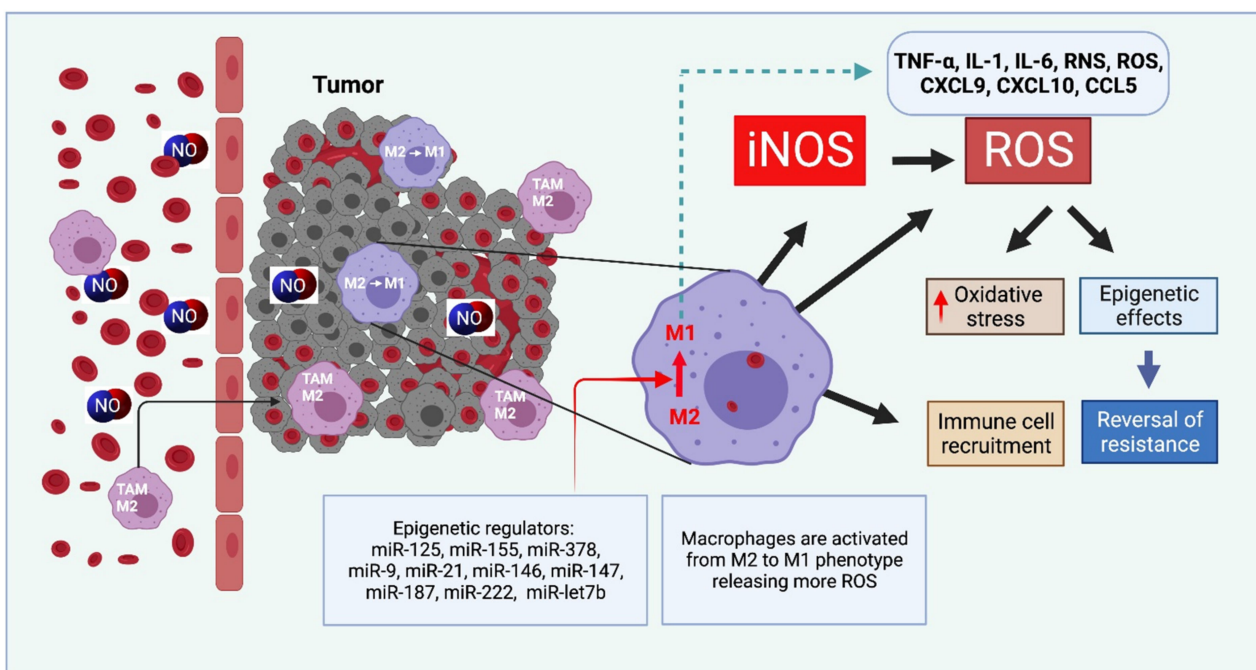 TNF-α, IL-1, IL-6, RNS, ROS,
CXCL9, CXCL10, CCL5
Tumor
iNOS
ROS
NO
M2→M1
TAM
M2
NO
NO
M2→M1
NO
NO
Oxidative
stress
Epigenetic
effects
M1
M2
NO
TAM
M2
TAM
M2
Immune cell
recruitment
Reversal of
resistance
TAM
M2
Epigenetic regulators:
miR-125, miR-155, miR-378,
miR-9, miR-21, miR-146, miR-147,
miR-187, miR-222, miR-let7b
Macrophages are activated
from M2 to M1 phenotype
releasing more ROS